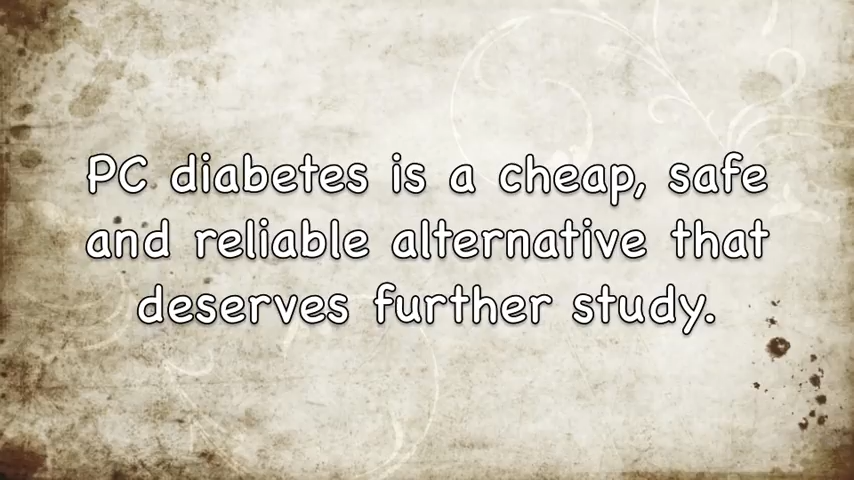 PC diabetes is a cheap, safe
and reliable alternative that
deserves further study.